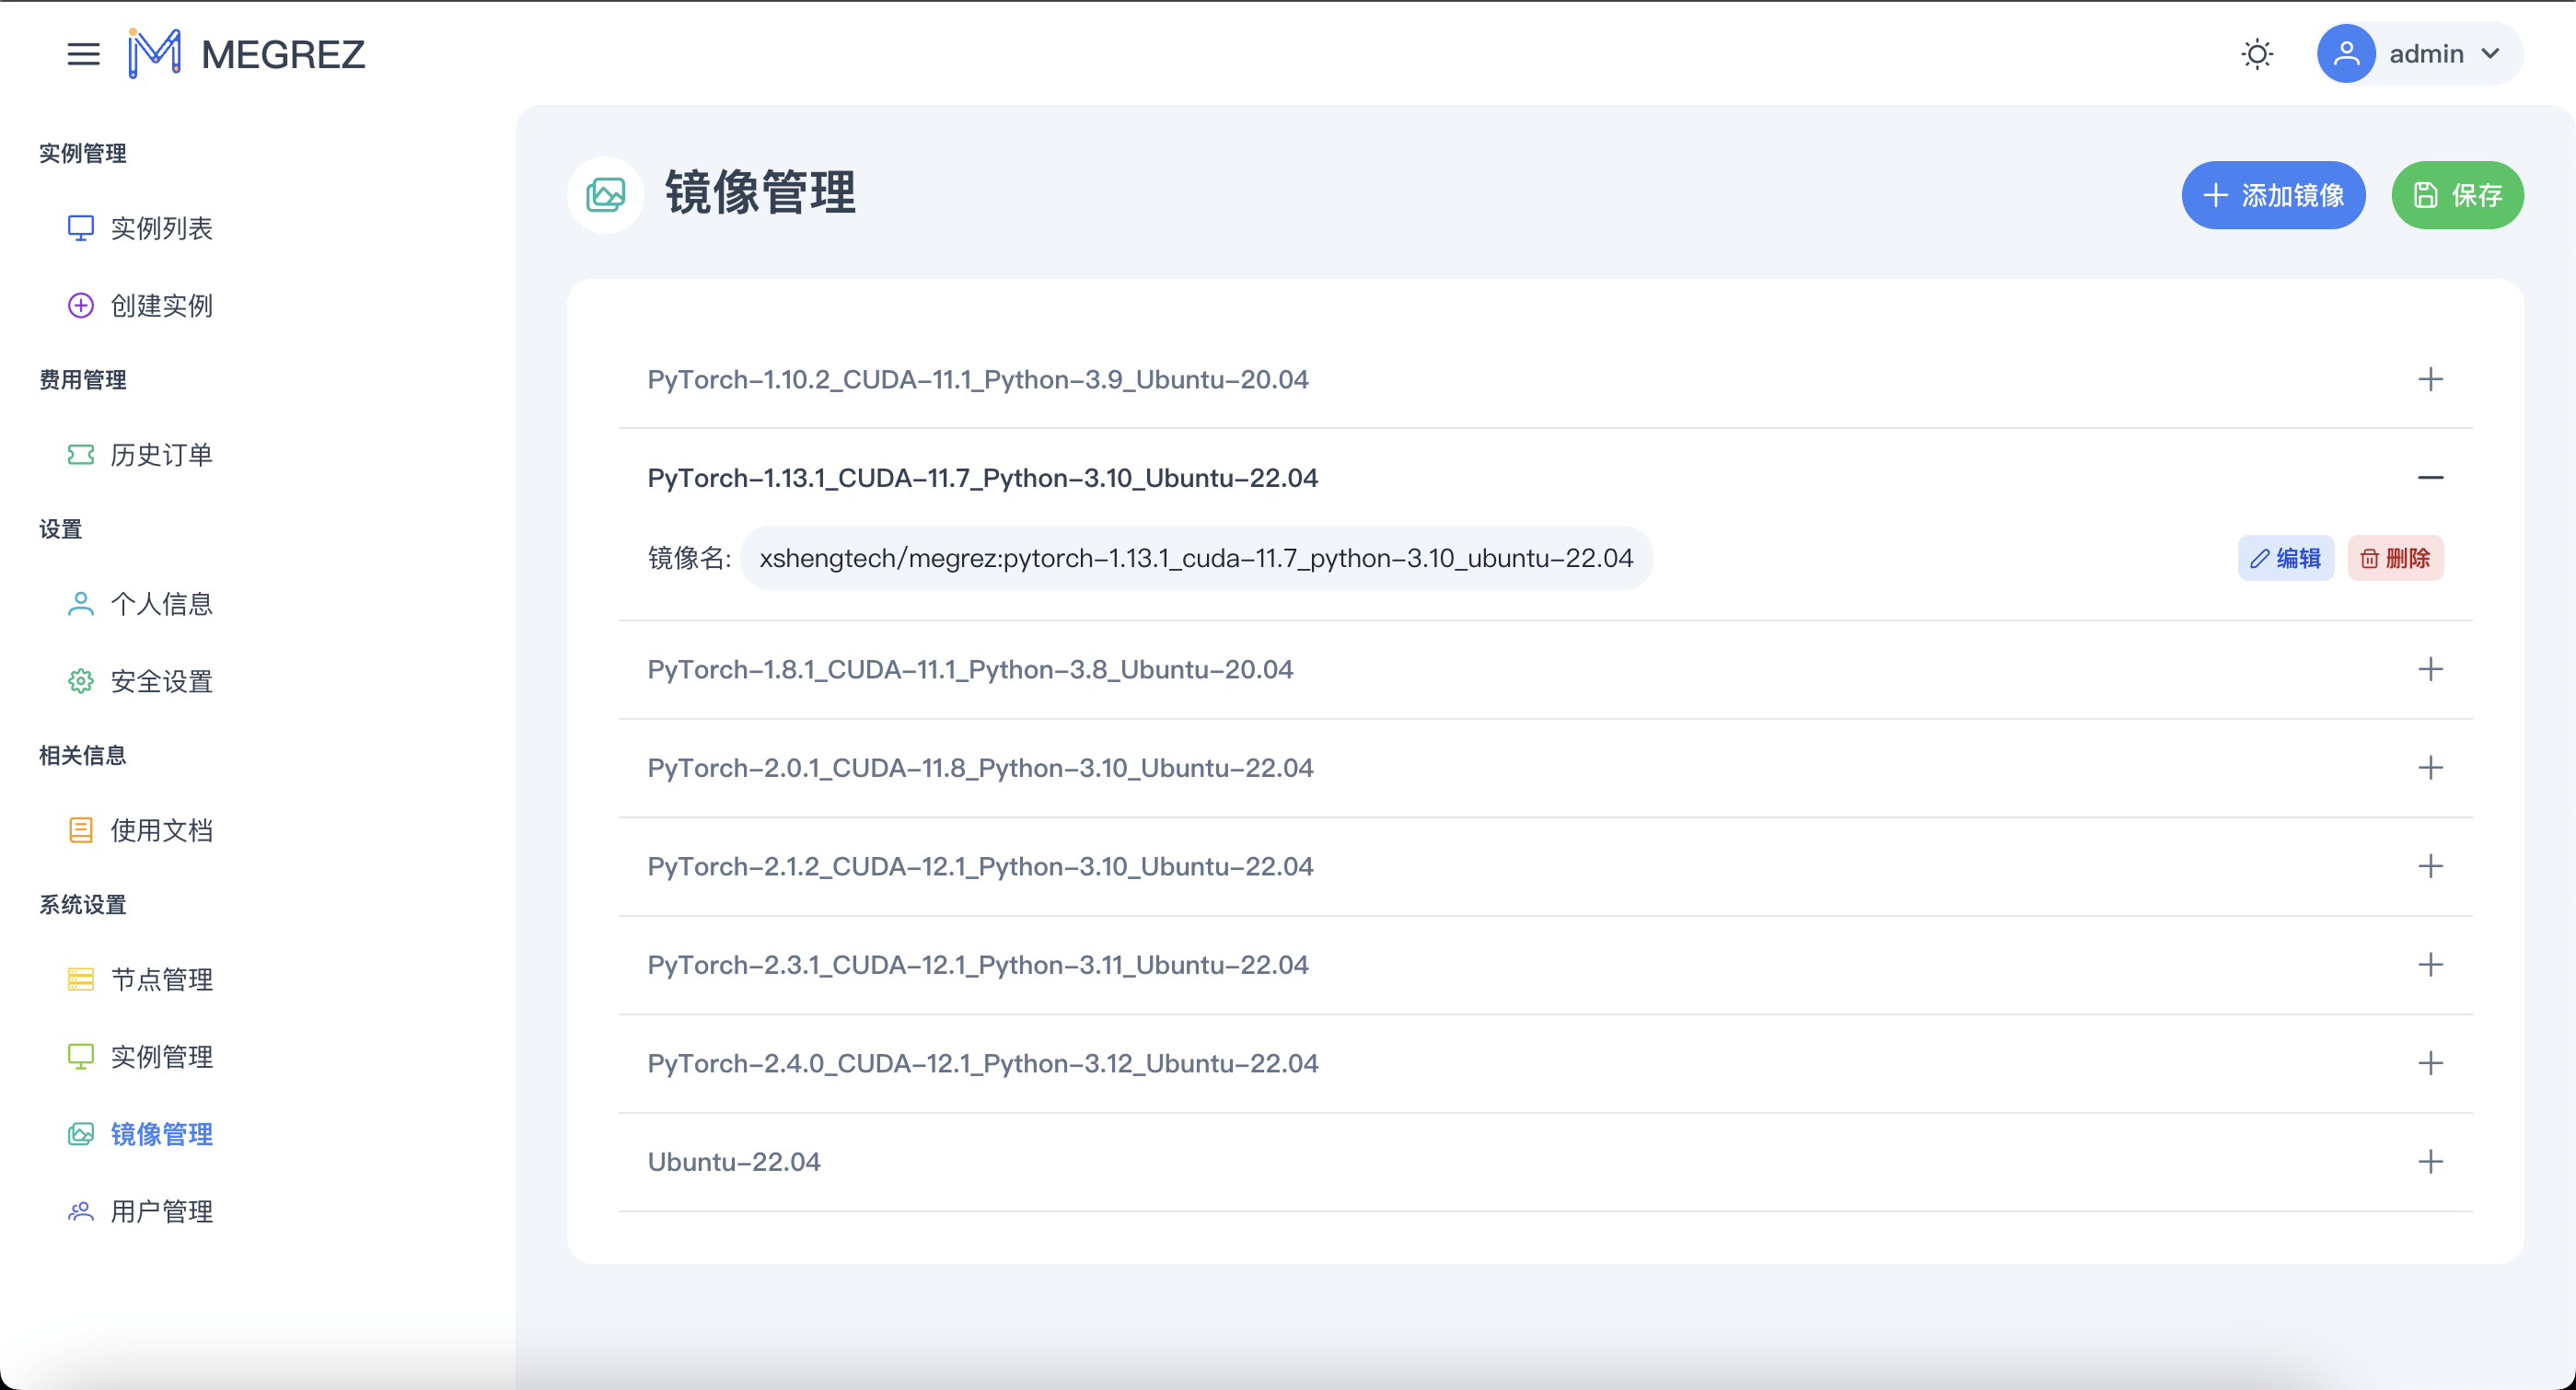 MEGREZ
admin
实例管理
实例列表
创建实例
费用管理
历史订单
设置
个人信息
安全设置
相关信息
使用文档
系统设置
节点管理
实例管理
镜像管理
用户管理
镜像管理
添加镜像
保存
PyTorch-1.10.2_CUDA-11.1_Python-3.9_Ubuntu-20.04
PyTorch-1.13.1_CUDA-11.7_Python-3.10_Ubuntu-22.04
镜像名: xshengtech/megrez:pytorch-1.13.1_cuda-11.7_python-3.10_ubuntu-22.04
编辑
删除
PyTorch-1.8.1_CUDA-11.1_Python-3.8_Ubuntu-20.04
PyTorch-2.0.1_CUDA-11.8_Python-3.10_Ubuntu-22.04
PyTorch-2.1.2_CUDA-12.1_Python-3.10_Ubuntu-22.04
PyTorch-2.3.1_CUDA-12.1_Python-3.11_Ubuntu-22.04
PyTorch-2.4.0_CUDA-12.1_Python-3.12_Ubuntu-22.04
Ubuntu-22.04